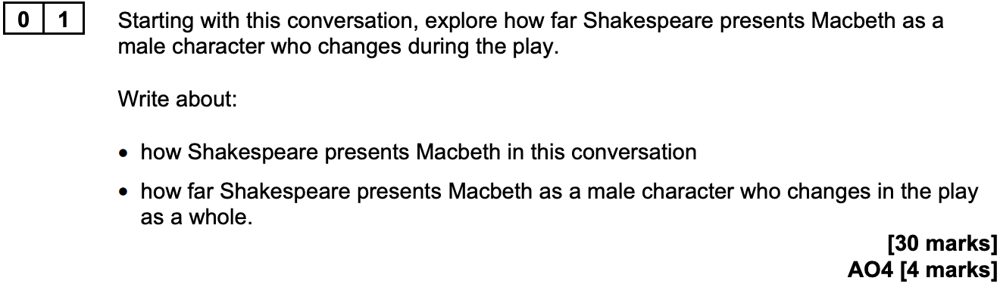 0 1 Starting with this conversation, explore how far Shakespeare presents Macbeth as a
male character who changes during the play.
Write about:
• how Shakespeare presents Macbeth in this conversation
• how far Shakespeare presents Macbeth as a male character who changes in the play
as a whole.
[30 marks]
AO4 [4 marks]